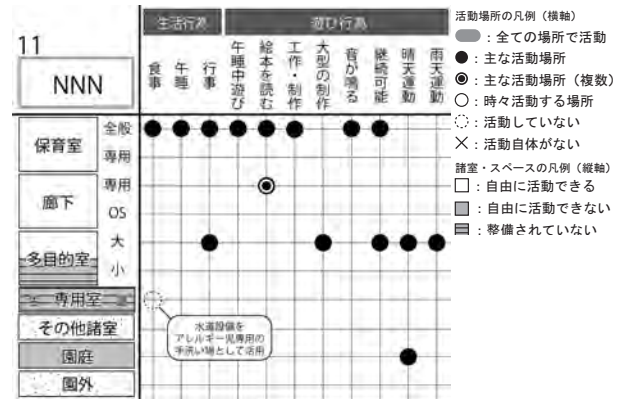 11
NNN
生活行為
遊び行為
食事
午睡
行事
午睡中遊び
絵本を読む
工作・制作
大型の制作
音が鳴る
継続可能
晴天運動
雨天運動
保育室
全般
専用
廊下
専用
OS
多目的室
大
小
専用室
その他諸室
園庭
園外
水道設備を
アレルギー児専用の
手洗い場として活用
活動場所の凡例（横軸）
：全ての場所で活動
：主な活動場所
：主な活動場所（複数）
：時々活動する場所
：活動していない
：活動自体がない
諸室・スペースの凡例（縦軸）
：自由に活動できる
：自由に活動できない
：整備されていない